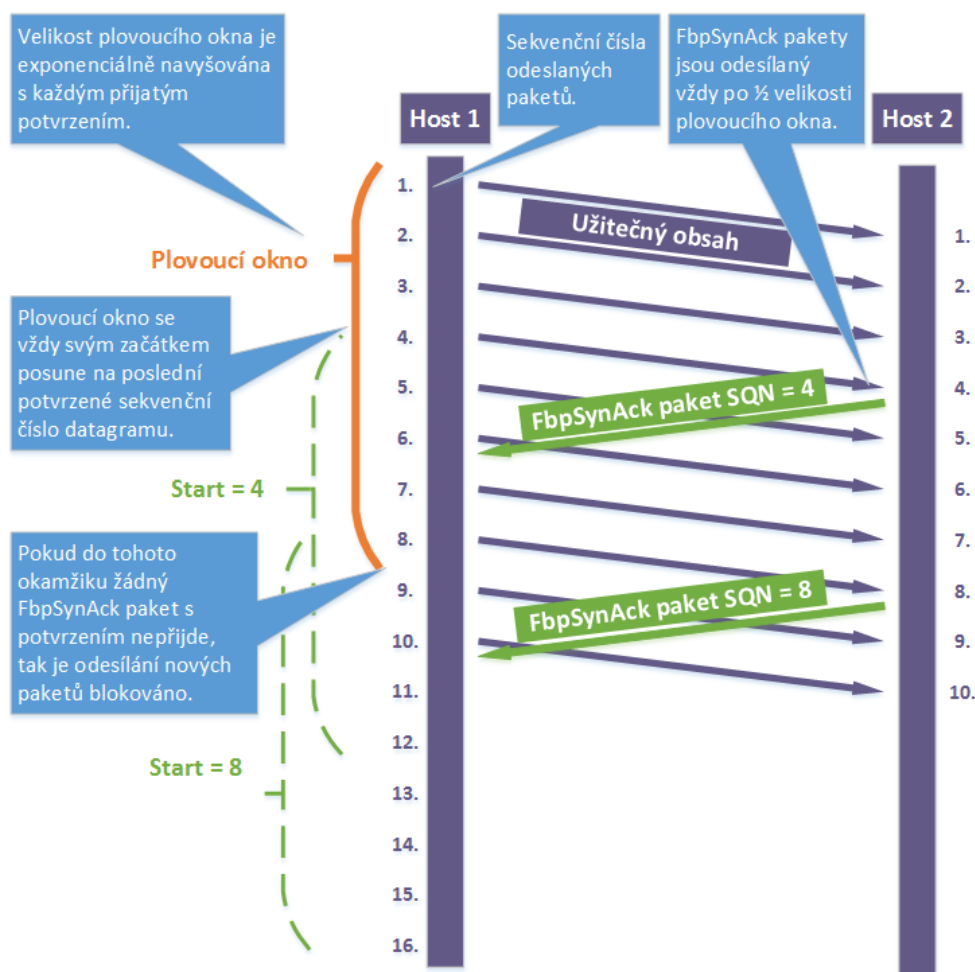 Velikost plovoucího okna je
exponenciálně navyšována
s každým přijatým
potvrzením.
Sekvenční čísla
odeslaných
paketů.
FbpSynAck pakety
jsou odesílaný
vždy po ½ velikosti
plovoucího okna.
Host 1
Host 2
Plovoucí okno
Plovoucí okno se
vždy svým začátkem
posune na poslední
potvrzené sekvenční
číslo datagramu.
Start = 4
Pokud do tohoto
okamžiku žádný
FbpSynAck paket s
potvrzením nepřijde,
tak je odesílání nových
paketů blokováno.
Start = 8
1.
2.
3.
4.
5.
6.
7.
8.
9.
10.
11.
12.
13.
14.
15.
16.
Užitečný obsah
FbpSynAck paket SQN = 4
FbpSynAck paket SQN = 8
1.
2.
3.
4.
5.
6.
7.
8.
9.
10.